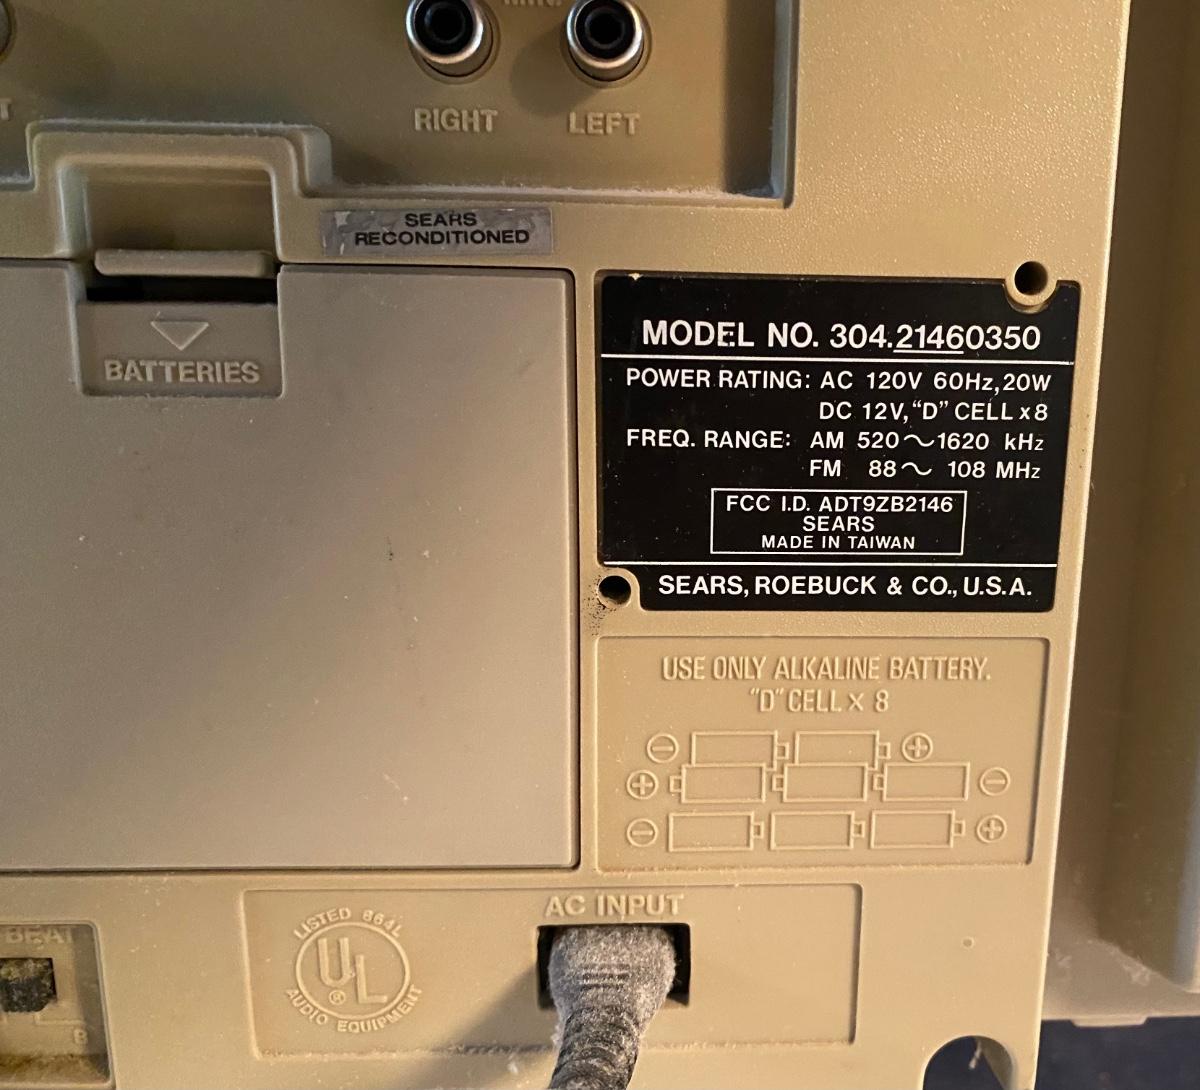 RIGHT LEFT
SEARS
RECONDITIONED
BATTERIES
MODEL NO. 304.21460350
POWER RATING: AC 120V 60Hz, 20W
DC 12V, "D" CELL x 8
FREQ. RANGE: AM 520～1620 kHz
FM 88～ 108 MHz
FCC I.D. ADT9ZB2146
SEARS
MADE IN TAIWAN
SEARS, ROEBUCK & CO., U.S.A.
USE ONLY ALKALINE BATTERY.
"D" CELL x 8
AC INPUT
LISTED 864L
UL
®
AUDIO EQUIPMENT
BEAT
B